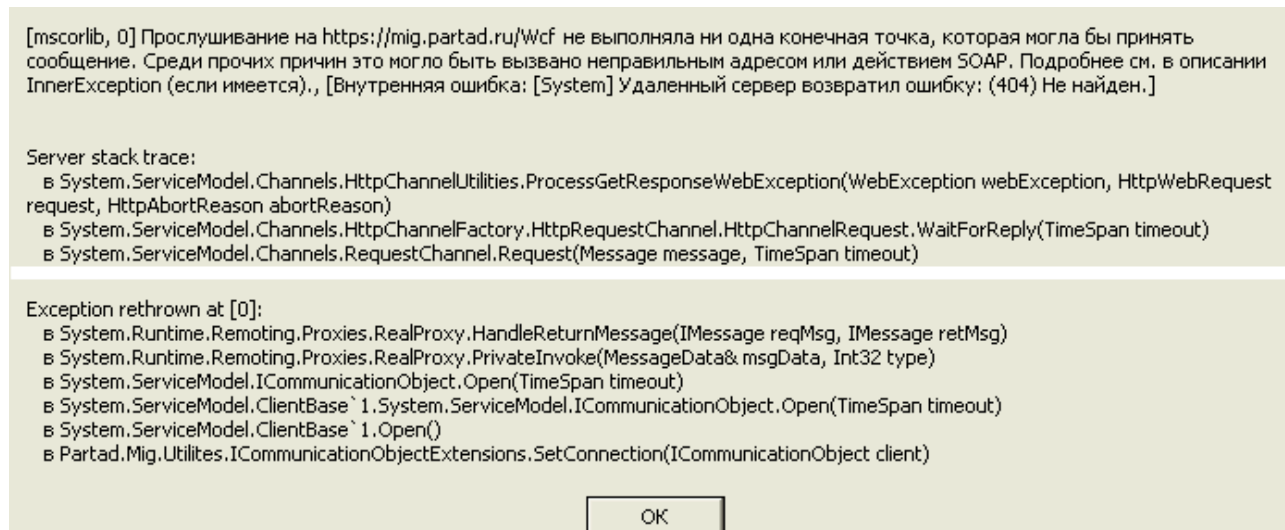 [mscorlib, 0] Прослушивание на https://mig.partad.ru/Wcf не выполняла ни одна конечная точка, которая могла бы принять
сообщение. Среди прочих причин это могло быть вызвано неправильным адресом или действием SOAP. Подробнее см. в описании
InnerException (если имеется)., [Внутренняя ошибка: [System] Удаленный сервер возвратил ошибку: (404) Не найден.]
Server stack trace:
в System.ServiceModel.Channels.HttpChannelUtilities.ProcessGetResponseWebException(WebException webException, HttpWebRequest
request, HttpAbortReason abortReason)
в System.ServiceModel.Channels.HttpChannelFactory.HttpRequestChannel.HttpChannelRequest.WaitForReply(TimeSpan timeout)
в System.ServiceModel.Channels.RequestChannel.Request(Message message, TimeSpan timeout)
Exception rethrown at [0]:
в System.Runtime.Remoting.Proxies.RealProxy.HandleReturnMessage(IMessage reqMsg, IMessage retMsg)
в System.Runtime.Remoting.Proxies.RealProxy.PrivateInvoke(MessageData& msgData, Int32 type)
в System.ServiceModel.ICommunicationObject.Open(TimeSpan timeout)
в System.ServiceModel.ClientBase`1.System.ServiceModel.ICommunicationObject.Open(TimeSpan timeout)
в System.ServiceModel.ClientBase`1.Open()
в Partad.Mig.Utilites.ICommunicationObjectExtensions.SetConnection(ICommunicationObject client)
ОК